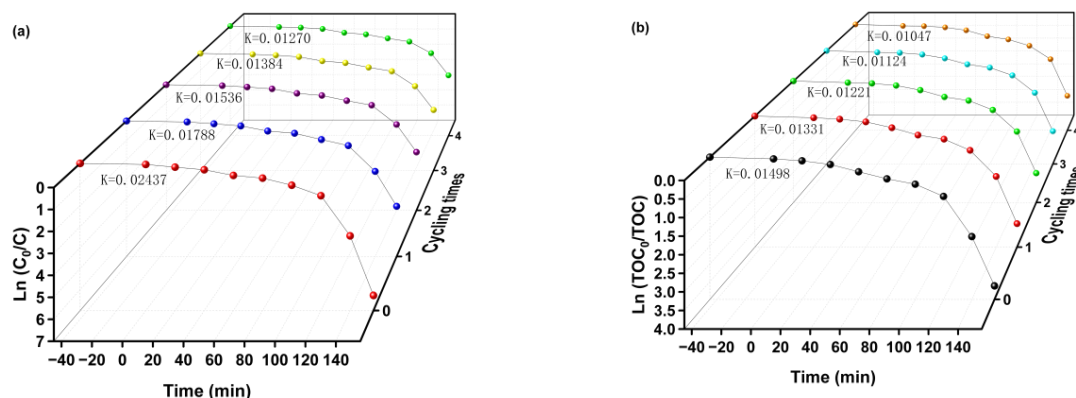 (a)
K=0.01270
K=0.01384
K=0.01536
K=0.01788
K=0.02437
0
1
2
3
4
5
6
7
Ln (C₀/C)
−40 −20 0 20 40 60 80 100 120 140
Time (min)
0
1
2
3
4
Cycling times
(b)
K=0.01047
K=0.01124
K=0.01221
K=0.01331
K=0.01498
0.0
0.5
1.0
1.5
2.0
2.5
3.0
3.5
4.0
Ln (TOC₀/TOC)
−40 −20 0 20 40 60 80 100 120 140
Time (min)
0
1
2
3
4
Cycling times